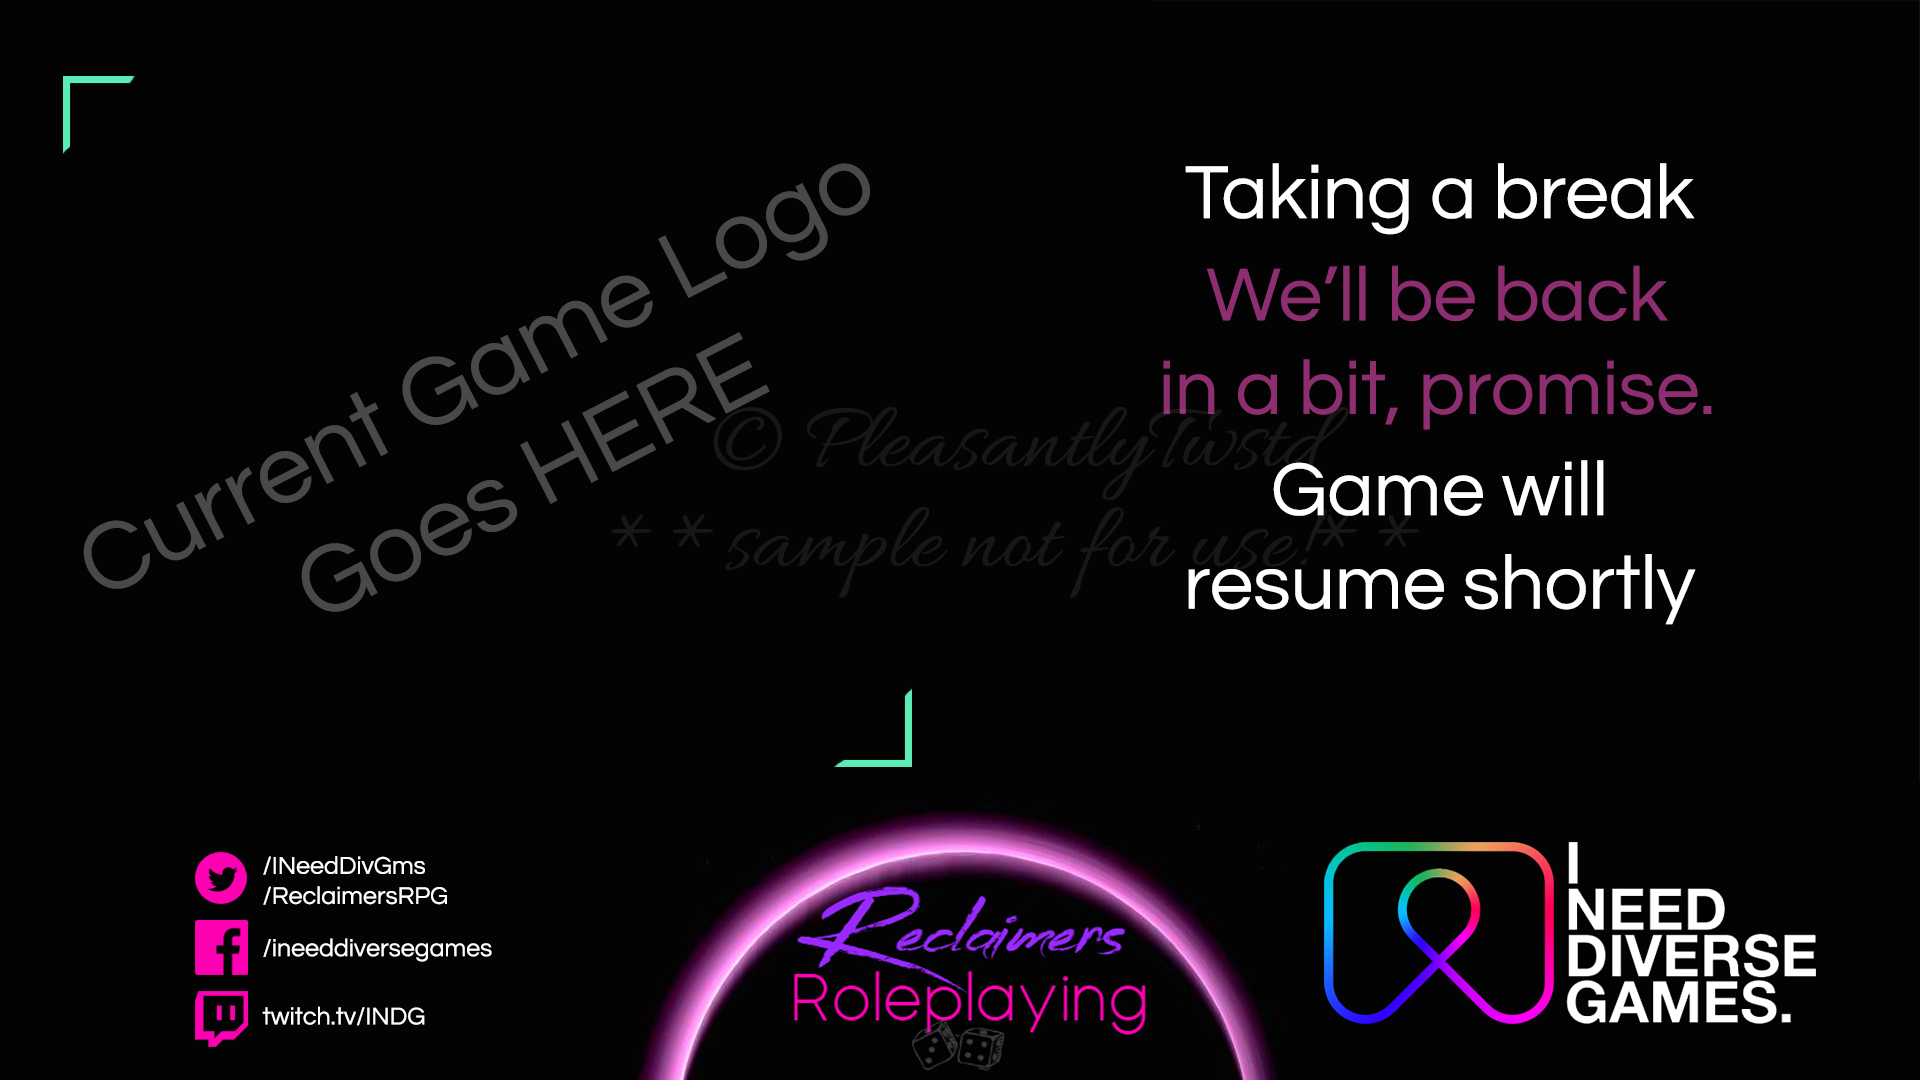 Current Game Logo
Goes HERE
Taking a break
We’ll be back
in a bit, promise.
Game will
resume shortly
© PleasantlyTwstd
* * sample not for use!* *
/INeedDivGms
/ReclaimersRPG
/ineeddiversegames
twitch.tv/INDG
Reclaimers
Roleplaying
I
NEED
DIVERSE
GAMES.